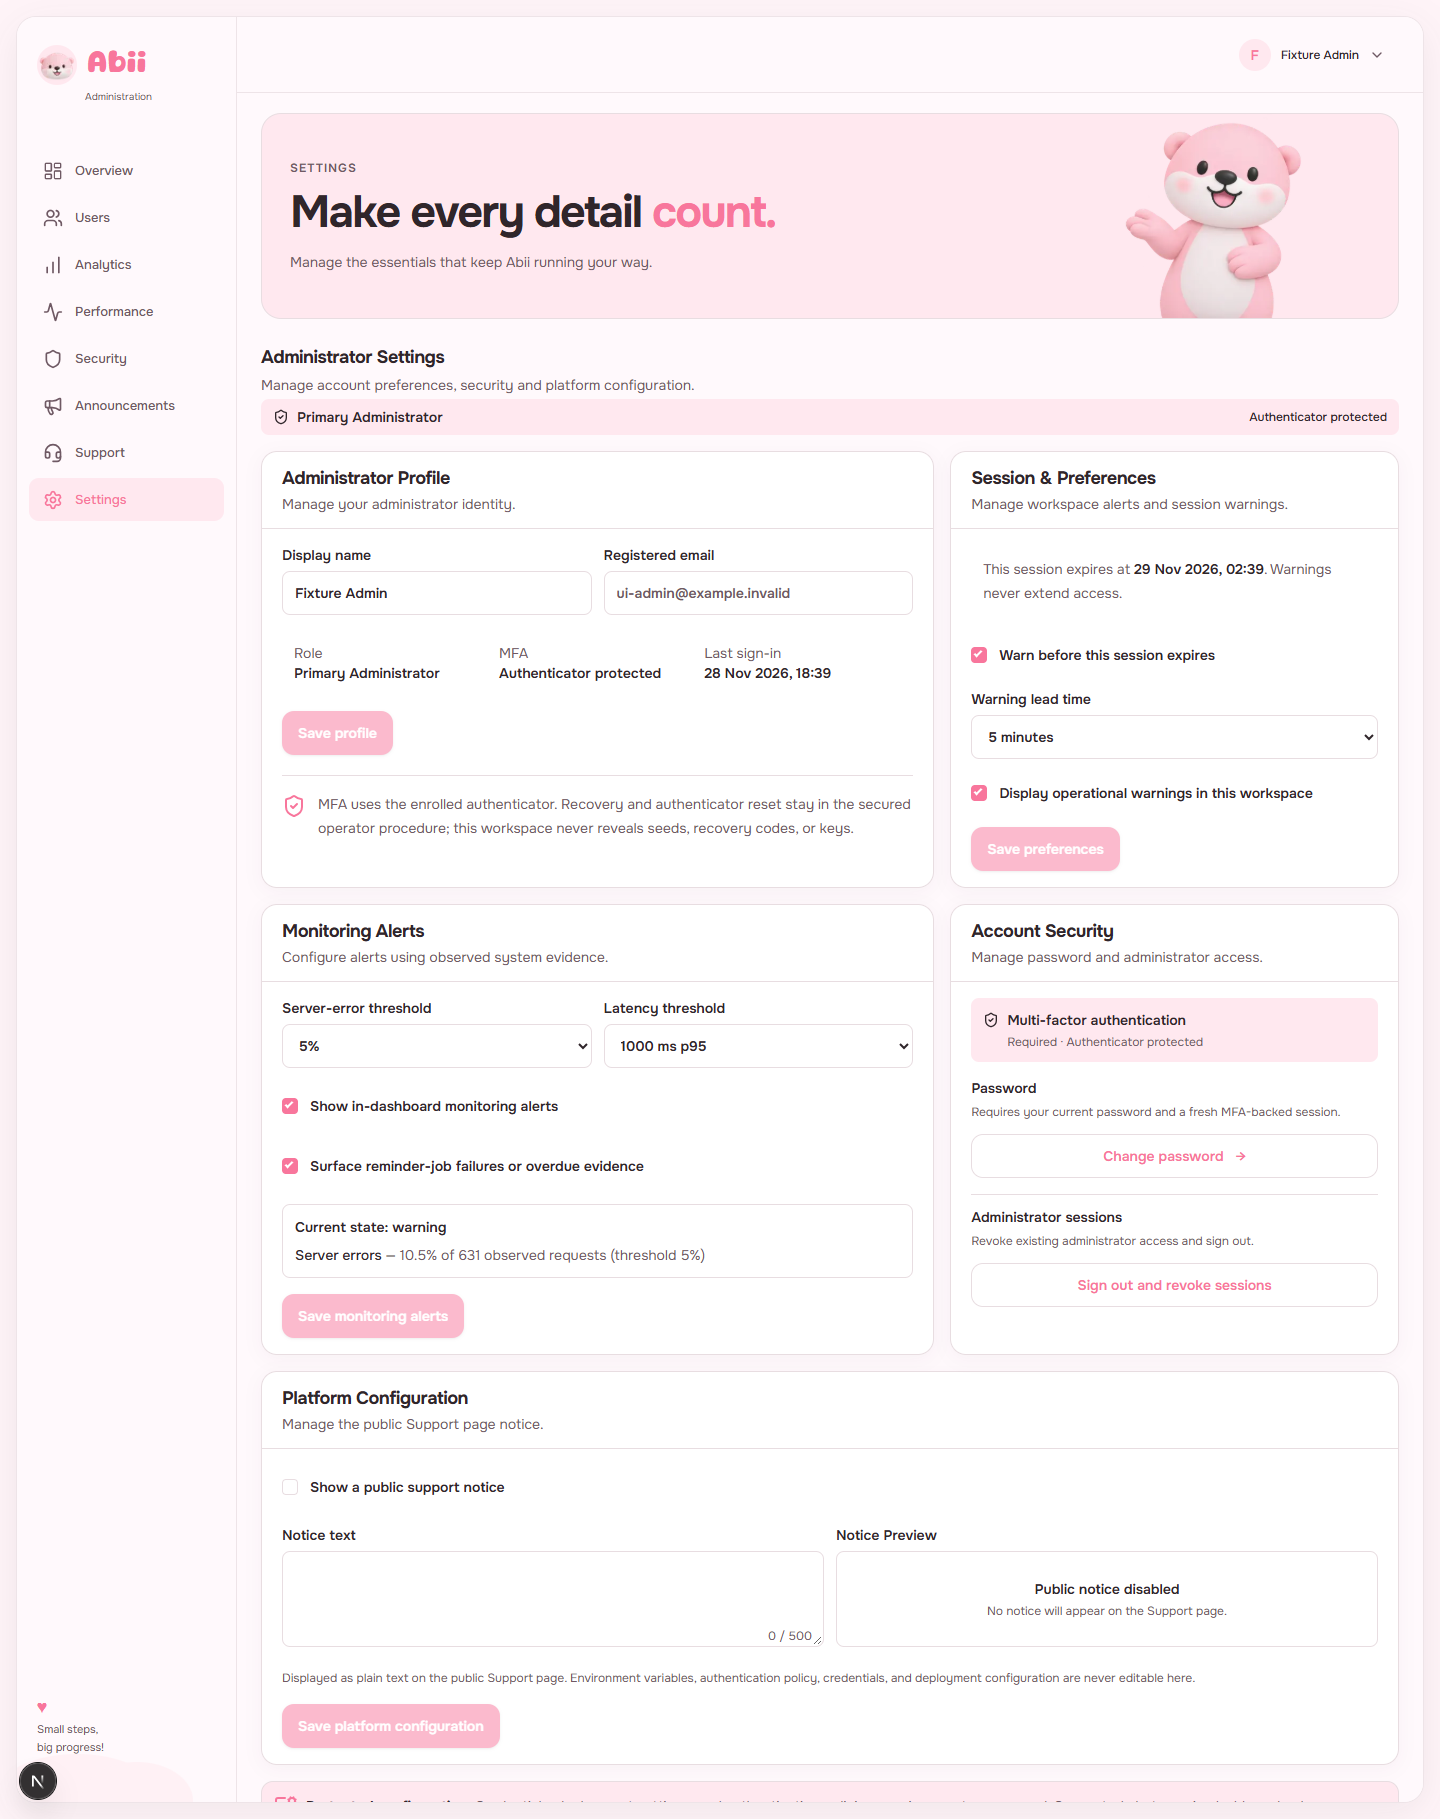 Abii
Administration
F
Fixture Admin
Overview
Users
Analytics
Performance
Security
Announcements
Support
Settings
SETTINGS
Make every detail count.
Manage the essentials that keep Abii running your way.
Administrator Settings
Manage account preferences, security and platform configuration.
Primary Administrator
Authenticator protected
Administrator Profile
Manage your administrator identity.
Display name
Registered email
Fixture Admin
ui-admin@example.invalid
Role
MFA
Last sign-in
Primary Administrator
Authenticator protected
28 Nov 2026, 18:39
Save profile
MFA uses the enrolled authenticator. Recovery and authenticator reset stay in the secured
operator procedure; this workspace never reveals seeds, recovery codes, or keys.
Session & Preferences
Manage workspace alerts and session warnings.
This session expires at 29 Nov 2026, 02:39. Warnings
never extend access.
Warn before this session expires
Warning lead time
5 minutes
Display operational warnings in this workspace
Save preferences
Monitoring Alerts
Configure alerts using observed system evidence.
Server-error threshold
Latency threshold
5%
1000 ms p95
Show in-dashboard monitoring alerts
Surface reminder-job failures or overdue evidence
Current state: warning
Server errors — 10.5% of 631 observed requests (threshold 5%)
Save monitoring alerts
Account Security
Manage password and administrator access.
Multi-factor authentication
Required · Authenticator protected
Password
Requires your current password and a fresh MFA-backed session.
Change password →
Administrator sessions
Revoke existing administrator access and sign out.
Sign out and revoke sessions
Platform Configuration
Manage the public Support page notice.
Show a public support notice
Notice text
Notice Preview
0 / 500
Public notice disabled
No notice will appear on the Support page.
Displayed as plain text on the public Support page. Environment variables, authentication policy, credentials, and deployment configuration are never editable here.
Save platform configuration
♥
Small steps,
big progress!
N